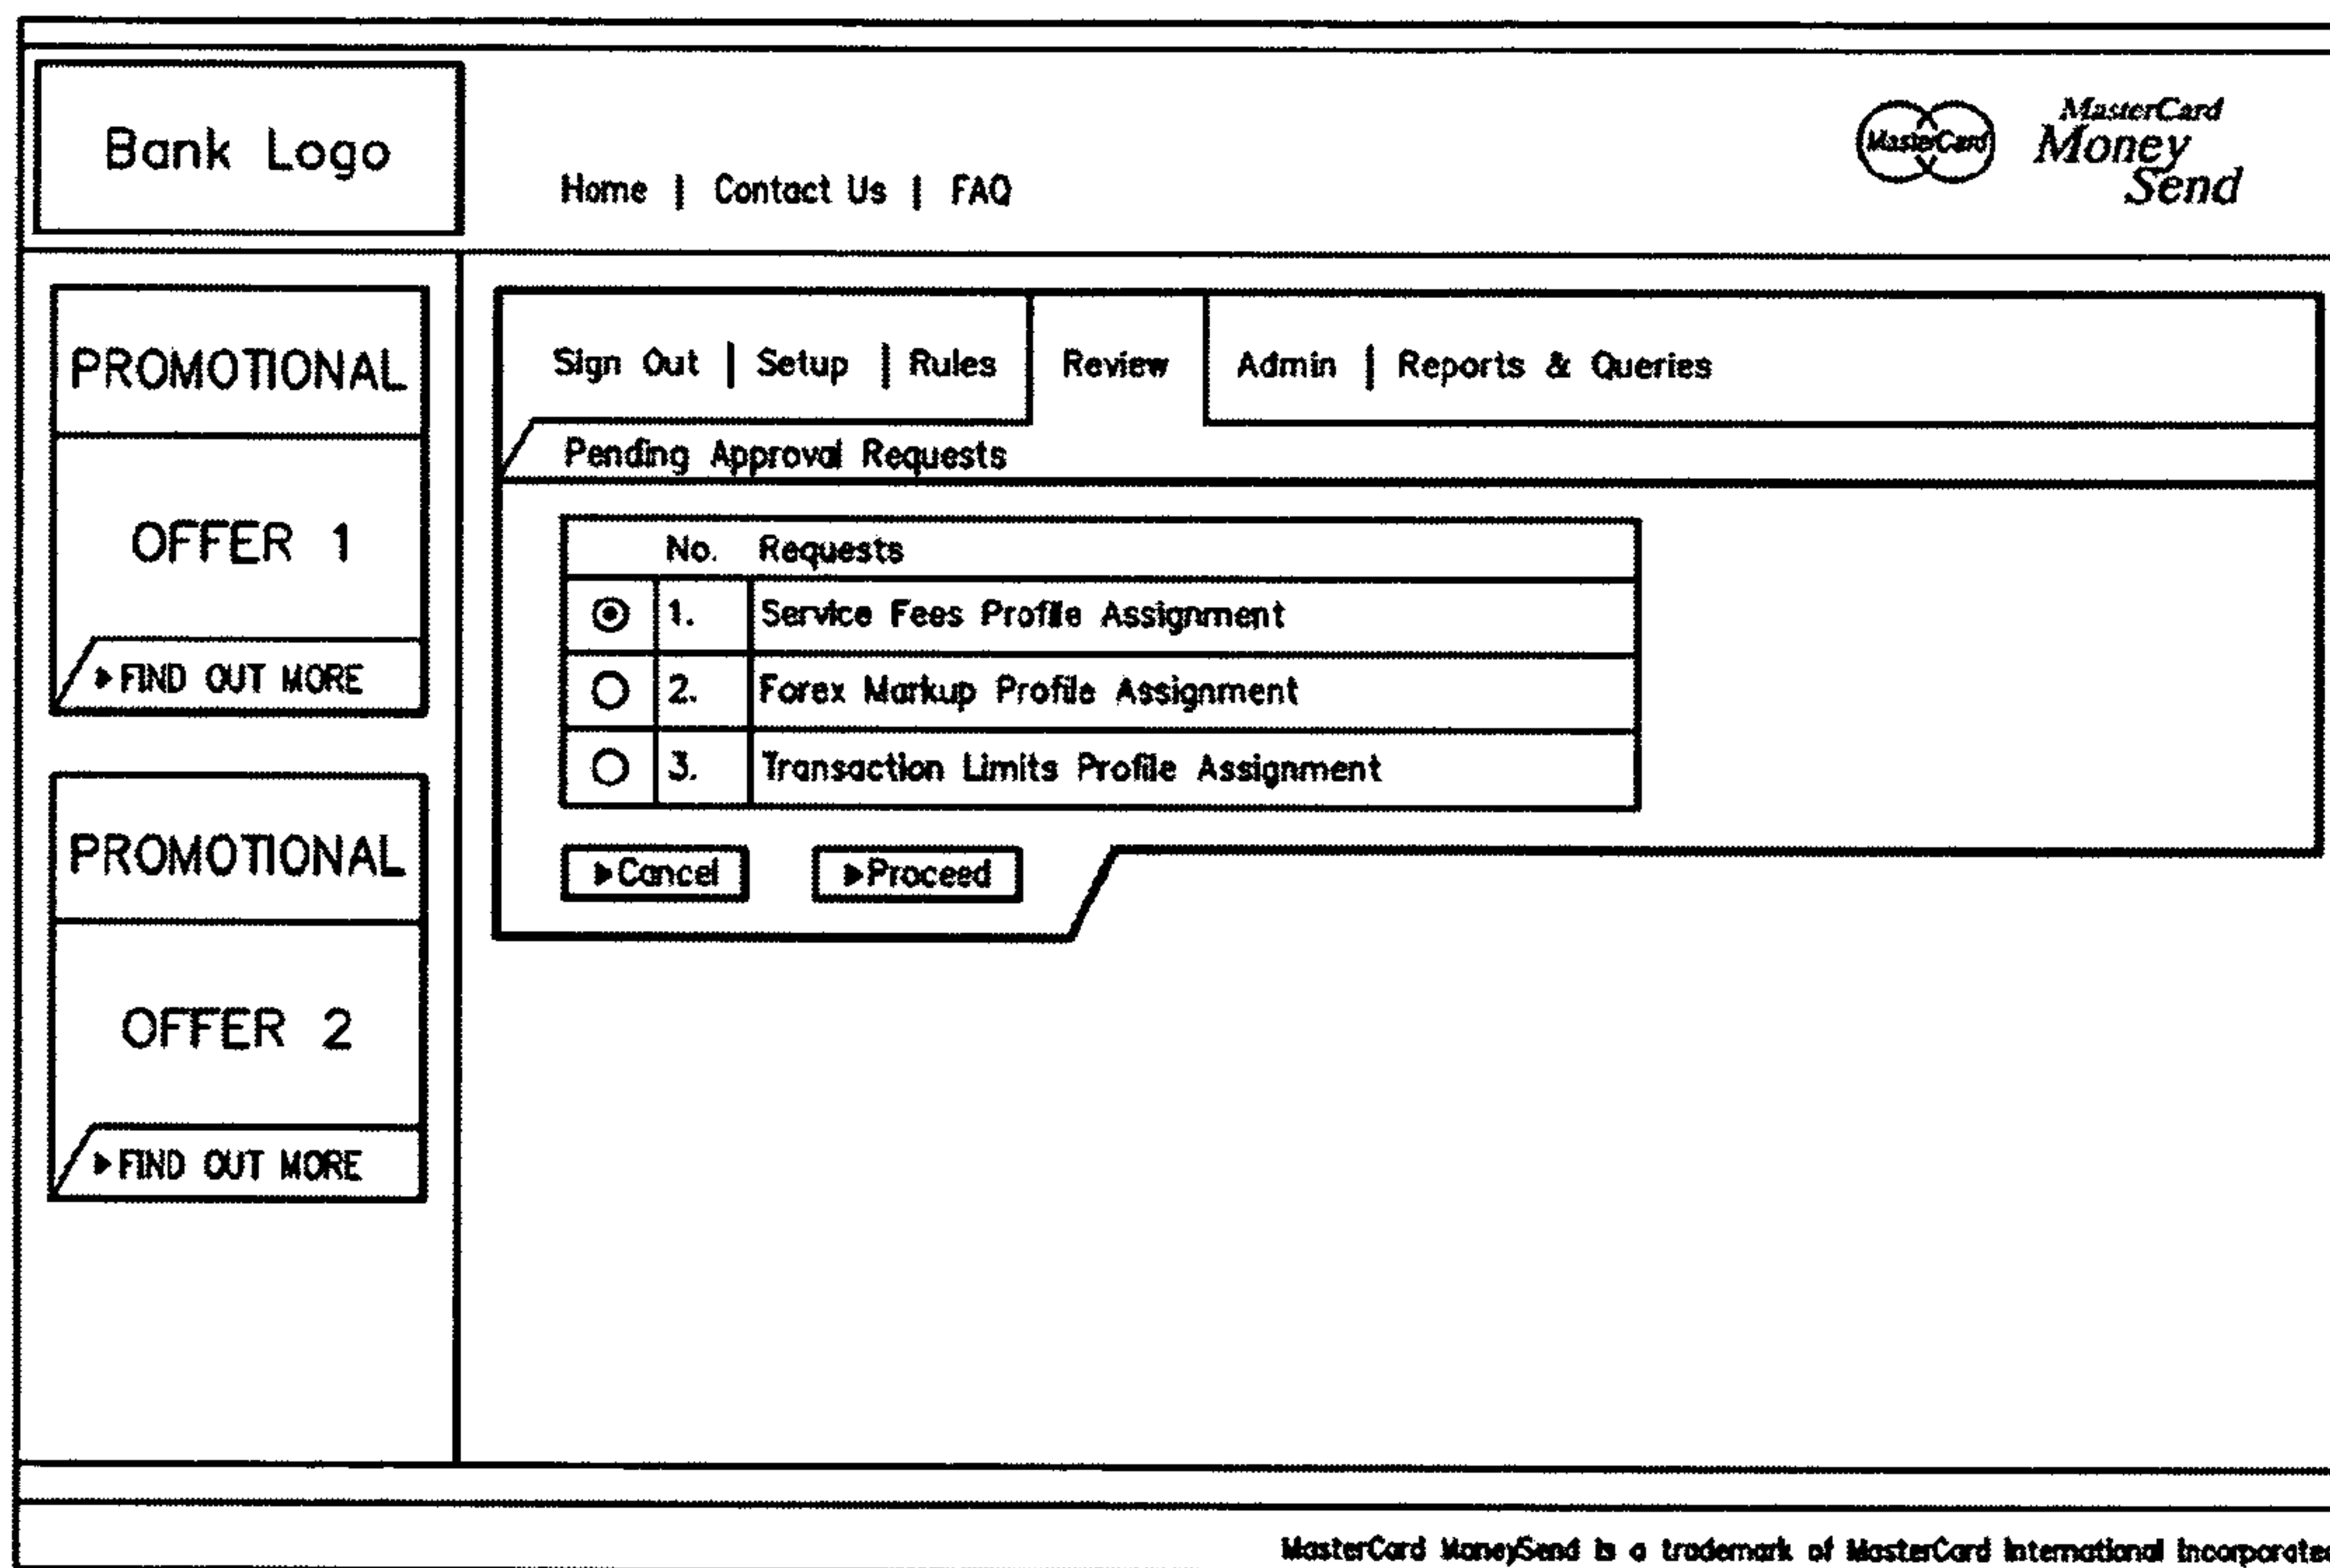 Bank Logo
Home | Contact Us | FAQ
MasterCard
MasterCard
Money
Send
PROMOTIONAL
OFFER 1
FIND OUT MORE
PROMOTIONAL
OFFER 2
FIND OUT MORE
Sign Out | Setup | Rules Review Admin | Reports & Queries
Pending Approval Requests
No. Requests
1. Service Fees Profile Assignment
2. Forex Markup Profile Assignment
3. Transaction Limits Profile Assignment
Cancel Proceed
MasterCard MoneySend is a trademark of MasterCard International Incorporated